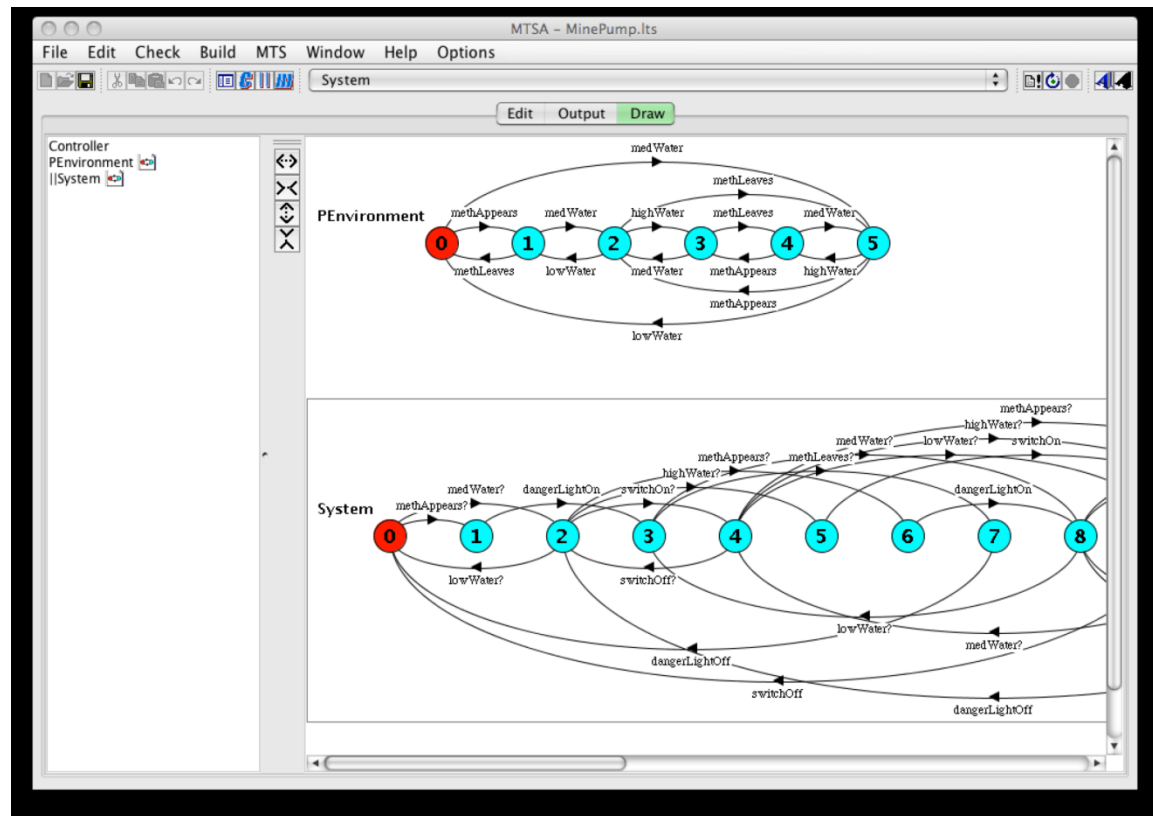 MTSA – MinePump.lts
File Edit Check Build MTS Window Help Options
System
Edit Output Draw
Controller
PEnvironment
||System
medWater
methLeaves
methAppears medWater highWater methLeaves medWater
PEnvironment
0 1 2 3 4 5
methLeaves lowWater medWater methAppears highWater
methAppears
lowWater
methAppears?
highWater?
medWater? lowWater? switchOn
methAppears? methLeaves?
highWater?
medWater? dangerLightOn switchOn? dangerLightOn
methAppears?
System
0 1 2 3 4 5 6 7 8
lowWater? switchOff?
lowWater?
medWater?
dangerLightOff
switchOff
dangerLightOff